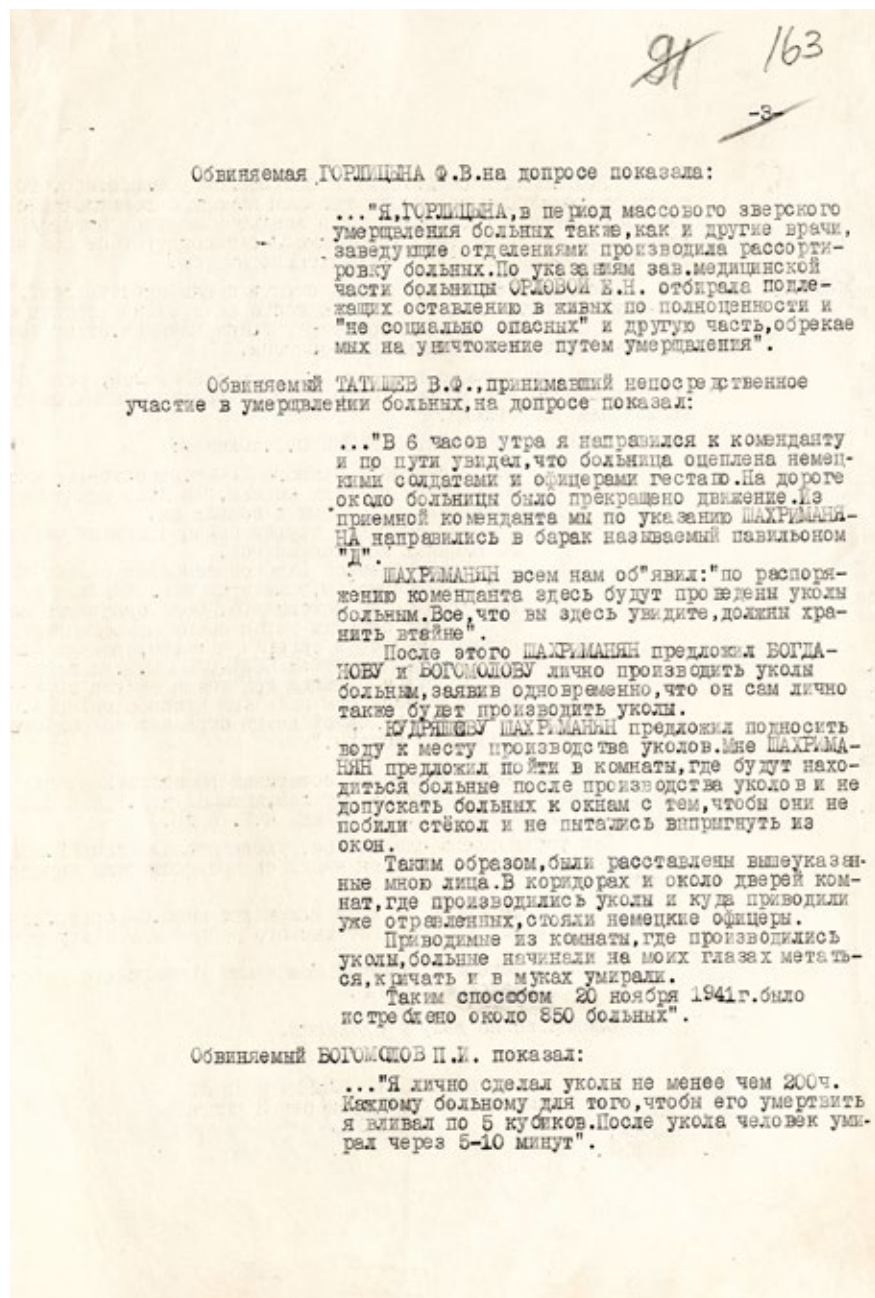 91 163
-3-
Обвиняемая ГОРЛИЦЫНА Ф.В.на допросе показала:
..."Я,ГОРЛИЦЫНА,в период массового зверского
умерщвления больных также,как и другие врачи,
заведующие отделениями производила рассорти-
ровку больных.По указаниям зав.медицинской
части больницы ОРЛОВОЙ Е.Н. отбирала подле-
жащих оставлению в живых по полноценности и
"не социально опасных" и другую часть,обрекае
мых на уничтожение путем умерщвления".
Обвиняемый ТАТИЩЕВ В.Ф.,принимавший непосредственное
участие в умерщвлении больных,на допросе показал:
..."В 6 часов утра я направился к коменданту
и по пути увидел,что больница оцеплена немец-
кими солдатами и офицерами гестапо.На дороге
около больницы было прекращено движение.Из
приемной коменданта мы по указанию ШАХРИМАНЯ-
НА направились в барак называемый павильоном
"Д".
ШАХРИМАНЯН всем нам об"явил:"по распоря-
жению коменданта здесь будут проведены уколы
больным.Все,что вы здесь увидите,должны хра-
нить втайне".
После этого ШАХРИМАНЯН предложил БОГДА-
НОВУ и БОГОМОЛОВУ лично производить уколы
больным,заявив одновременно,что он сам лично
также будет производить уколы.
КУДРЯШОВУ ШАХРИМАНЯН предложил подносить
воду к месту производства уколов.Мне ШАХРИМА-
НЯН предложил пойти в комнаты,где будут нахо-
диться больные после производства уколов и не
допускать больных к окнам с тем,чтобы они не
побили стёкол и не пытались выпрыгнуть из
окон.
Таким образом,были расставлены вышеуказан-
ные мною лица.В коридорах и около дверей ком-
нат,где производились уколы и куда приводили
уже отравленных,стояли немецкие офицеры.
Приводимые из комнаты,где производились
уколы,больные начинали на моих глазах метать-
ся,кричать и в муках умирали.
Таким способом 20 ноября 1941г.было
истреблено около 850 больных".
Обвиняемый БОГОМОЛОВ П.И. показал:
..."Я лично сделал уколы не менее чем 200ч.
Каждому больному для того,чтобы его умертвить
я вливал по 5 кубиков.После укола человек уми-
рал через 5-10 минут".